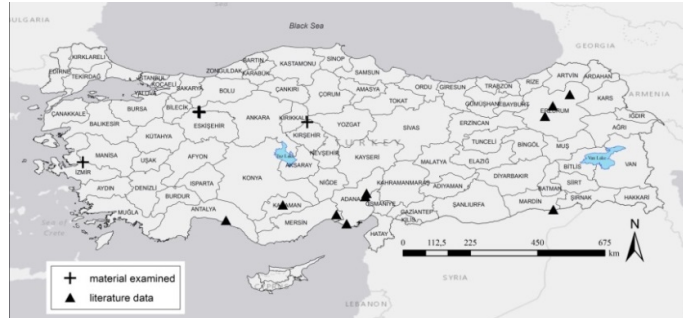 Black Sea
BULGARIA
GEORGIA
ARMENIA
KIRKLARELİ
EDİRNE
TEKİRDAĞ
İSTANBUL
KOCAELİ
YALOVA
SAKARYA
ZONGULDAK
BARTIN
KARABÜK
KASTAMONU
SİNOP
SAMSUN
ORDU
GİRESUN
TRABZON
RİZE
ARTVİN
ARDAHAN
KARS
IĞDIR
AĞRI
ÇANAKKALE
BALIKESİR
BURSA
BİLECİK
BOLU
ÇANKIRI
ÇORUM
AMASYA
TOKAT
GÜMÜŞHANE
BAYBURT
ERZURUM
ERZİNCAN
KÜTAHYA
ESKİŞEHİR
ANKARA
KIRIKKALE
KIRŞEHİR
YOZGAT
SİVAS
TUNCELİ
BİNGÖL
MUŞ
MANİSA
İZMİR
UŞAK
AFYON
KONYA
AKSARAY
NEVŞEHİR
KAYSERİ
MALATYA
ELAZIĞ
BİTLİS
Van Lake
VAN
AYDIN
DENİZLİ
BURDUR
ISPARTA
NİĞDE
KAHRAMANMARAŞ
ADIYAMAN
DİYARBAKIR
BATMAN
SİİRT
ŞIRNAK
HAKKARİ
MUĞLA
ANTALYA
KARAMAN
MERSİN
ADANA
OSMANİYE
GAZİANTEP
KİLİS
ŞANLIURFA
MARDİN
HATAY
Sea of
Crete
SYRIA
LEBANON
0 112,5 225 450 675
km
N
material examined
literature data